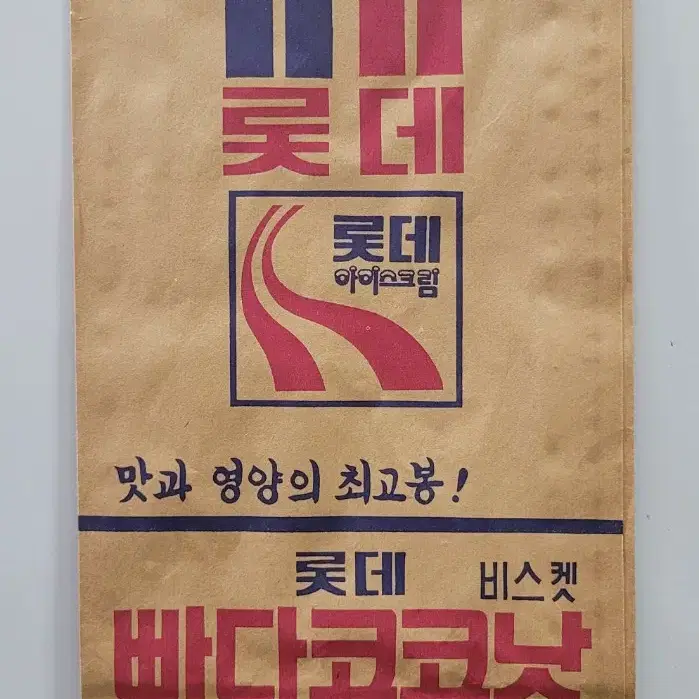 롯데
롯데
아이스크림
맛과 영양의 최고봉!
롯데 비스켓
빠다코코낫